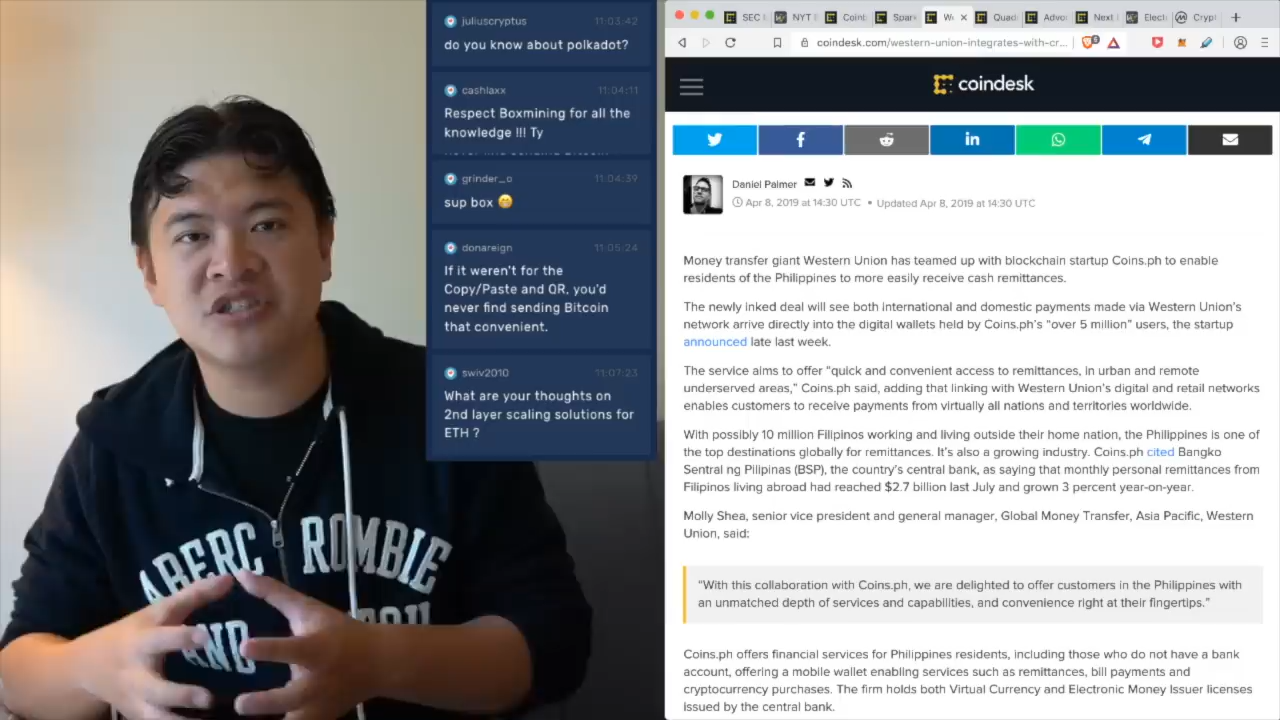 juliuscryptus 11:03:42
do you know about polkadot?
cashlaxx 11:04:11
Respect Boxmining for all the
knowledge !!! Ty
grinder_o 11:04:39
sup box
donareign 11:05:24
If it weren't for the
Copy/Paste and QR, you'd
never find sending Bitcoin
that convenient.
swiv2010 11:07:23
What are your thoughts on
2nd layer scaling solutions for
ETH ?
ABERC ROMBIE
AND
SEC
NYT
Coinb
Spar
We
Quad
Advo
Next
Elect
Crypt
coindesk.com/western-union-integrates-with-cr...
6
coindesk
Daniel Palmer
Apr 8, 2019 at 14:30 UTC • Updated Apr 8, 2019 at 14:30 UTC
Money transfer giant Western Union has teamed up with blockchain startup Coins.ph to enable
residents of the Philippines to more easily receive cash remittances.
The newly inked deal will see both international and domestic payments made via Western Union's
network arrive directly into the digital wallets held by Coins.ph's "over 5 million" users, the startup
announced late last week.
The service aims to offer "quick and convenient access to remittances, in urban and remote
underserved areas," Coins.ph said, adding that linking with Western Union's digital and retail networks
enables customers to receive payments from virtually all nations and territories worldwide.
With possibly 10 million Filipinos working and living outside their home nation, the Philippines is one of
the top destinations globally for remittances. It's also a growing industry. Coins.ph cited Bangko
Sentral ng Pilipinas (BSP), the country's central bank, as saying that monthly personal remittances from
Filipinos living abroad had reached $2.7 billion last July and grown 3 percent year-on-year.
Molly Shea, senior vice president and general manager, Global Money Transfer, Asia Pacific, Western
Union, said:
"With this collaboration with Coins.ph, we are delighted to offer customers in the Philippines with
an unmatched depth of services and capabilities, and convenience right at their fingertips."
Coins.ph offers financial services for Philippines residents, including those who do not have a bank
account, offering a mobile wallet enabling services such as remittances, bill payments and
cryptocurrency purchases. The firm holds both Virtual Currency and Electronic Money Issuer licenses
issued by the central bank.